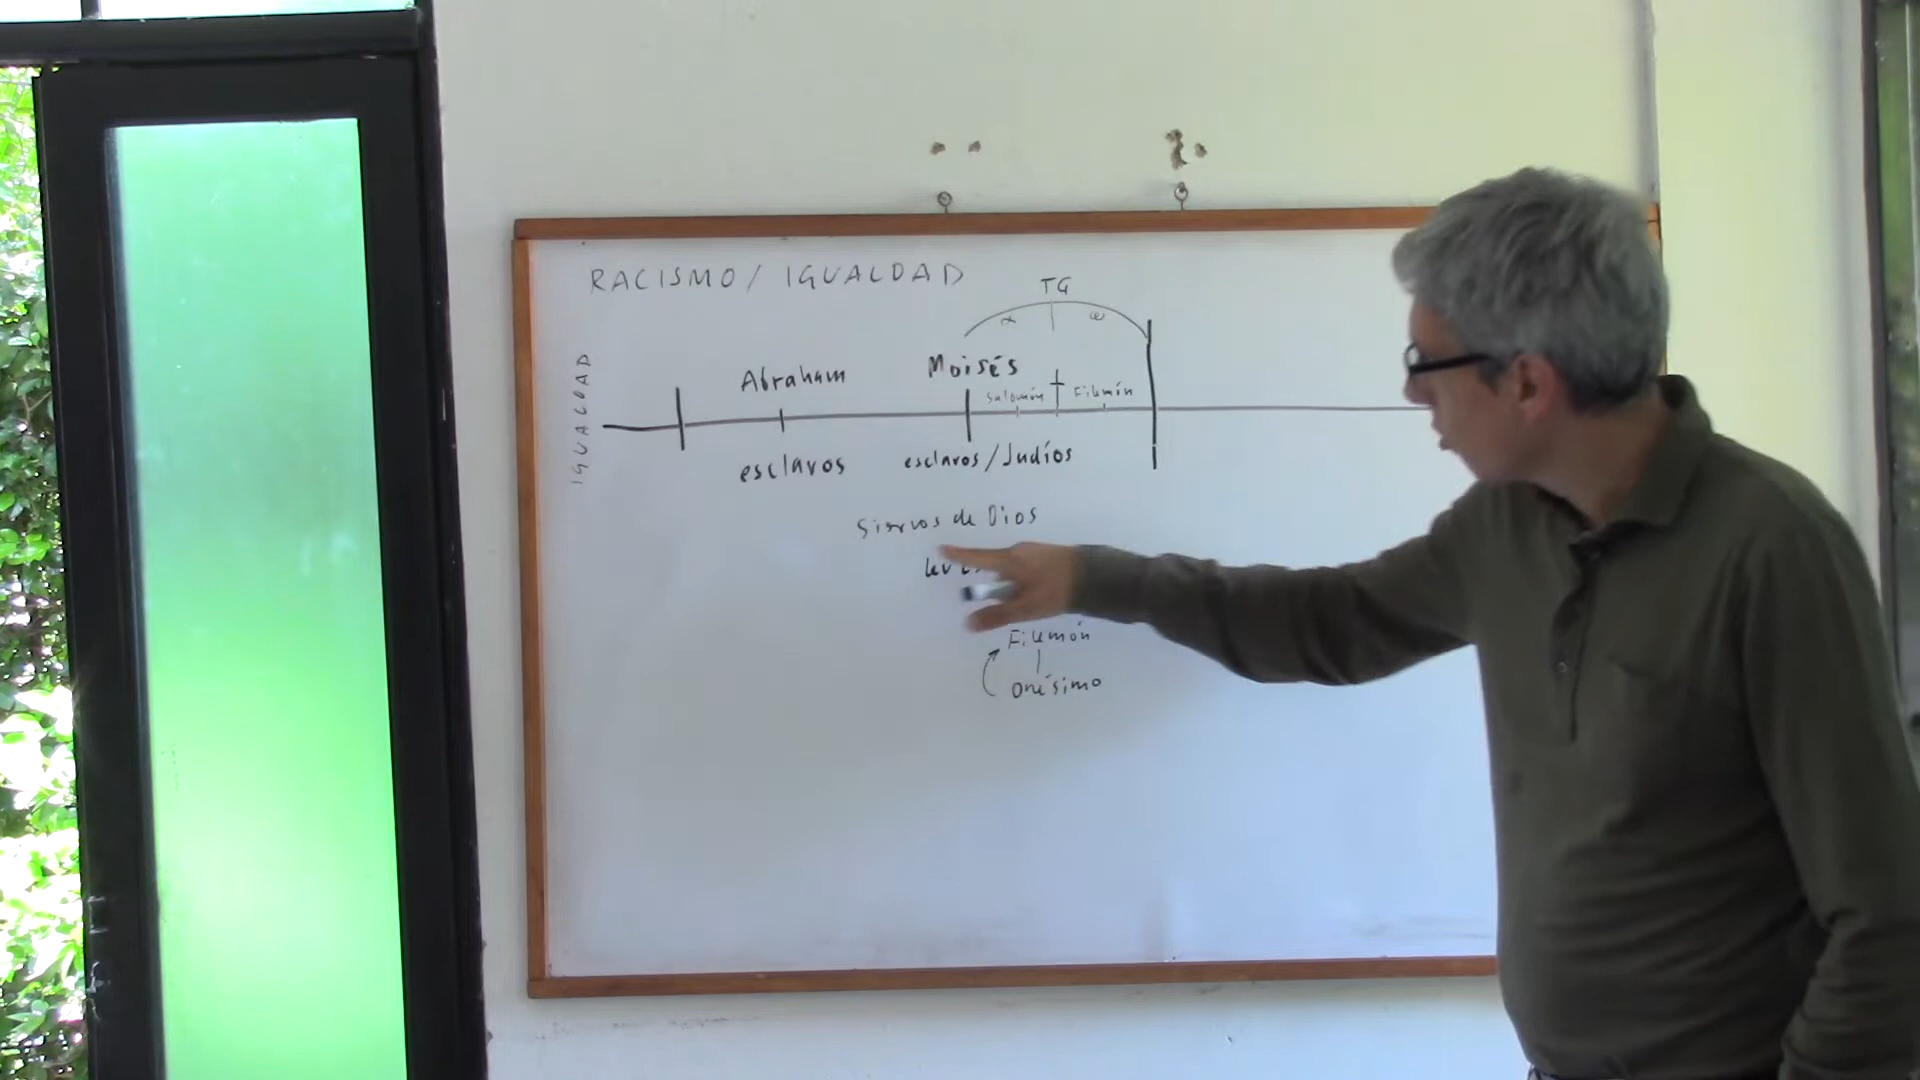 RACISMO / IGUALDAD
TG
α ω
IGUALDAD
Abraham Moisés
Salomón Filemón
esclavos esclavos/Judíos
Siervos de Dios
Filemón
Onésimo